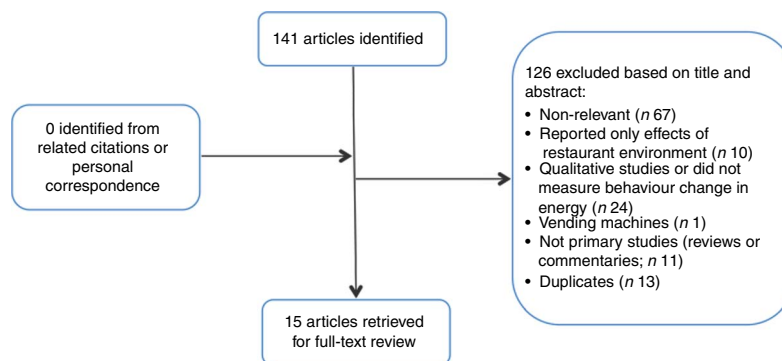 141 articles identified
0 identified from
related citations or
personal
correspondence
126 excluded based on title and
abstract:
• Non-relevant (n 67)
• Reported only effects of
restaurant environment (n 10)
• Qualitative studies or did not
measure behaviour change in
energy (n 24)
• Vending machines (n 1)
• Not primary studies (reviews or
commentaries; n 11)
• Duplicates (n 13)
15 articles retrieved
for full-text review